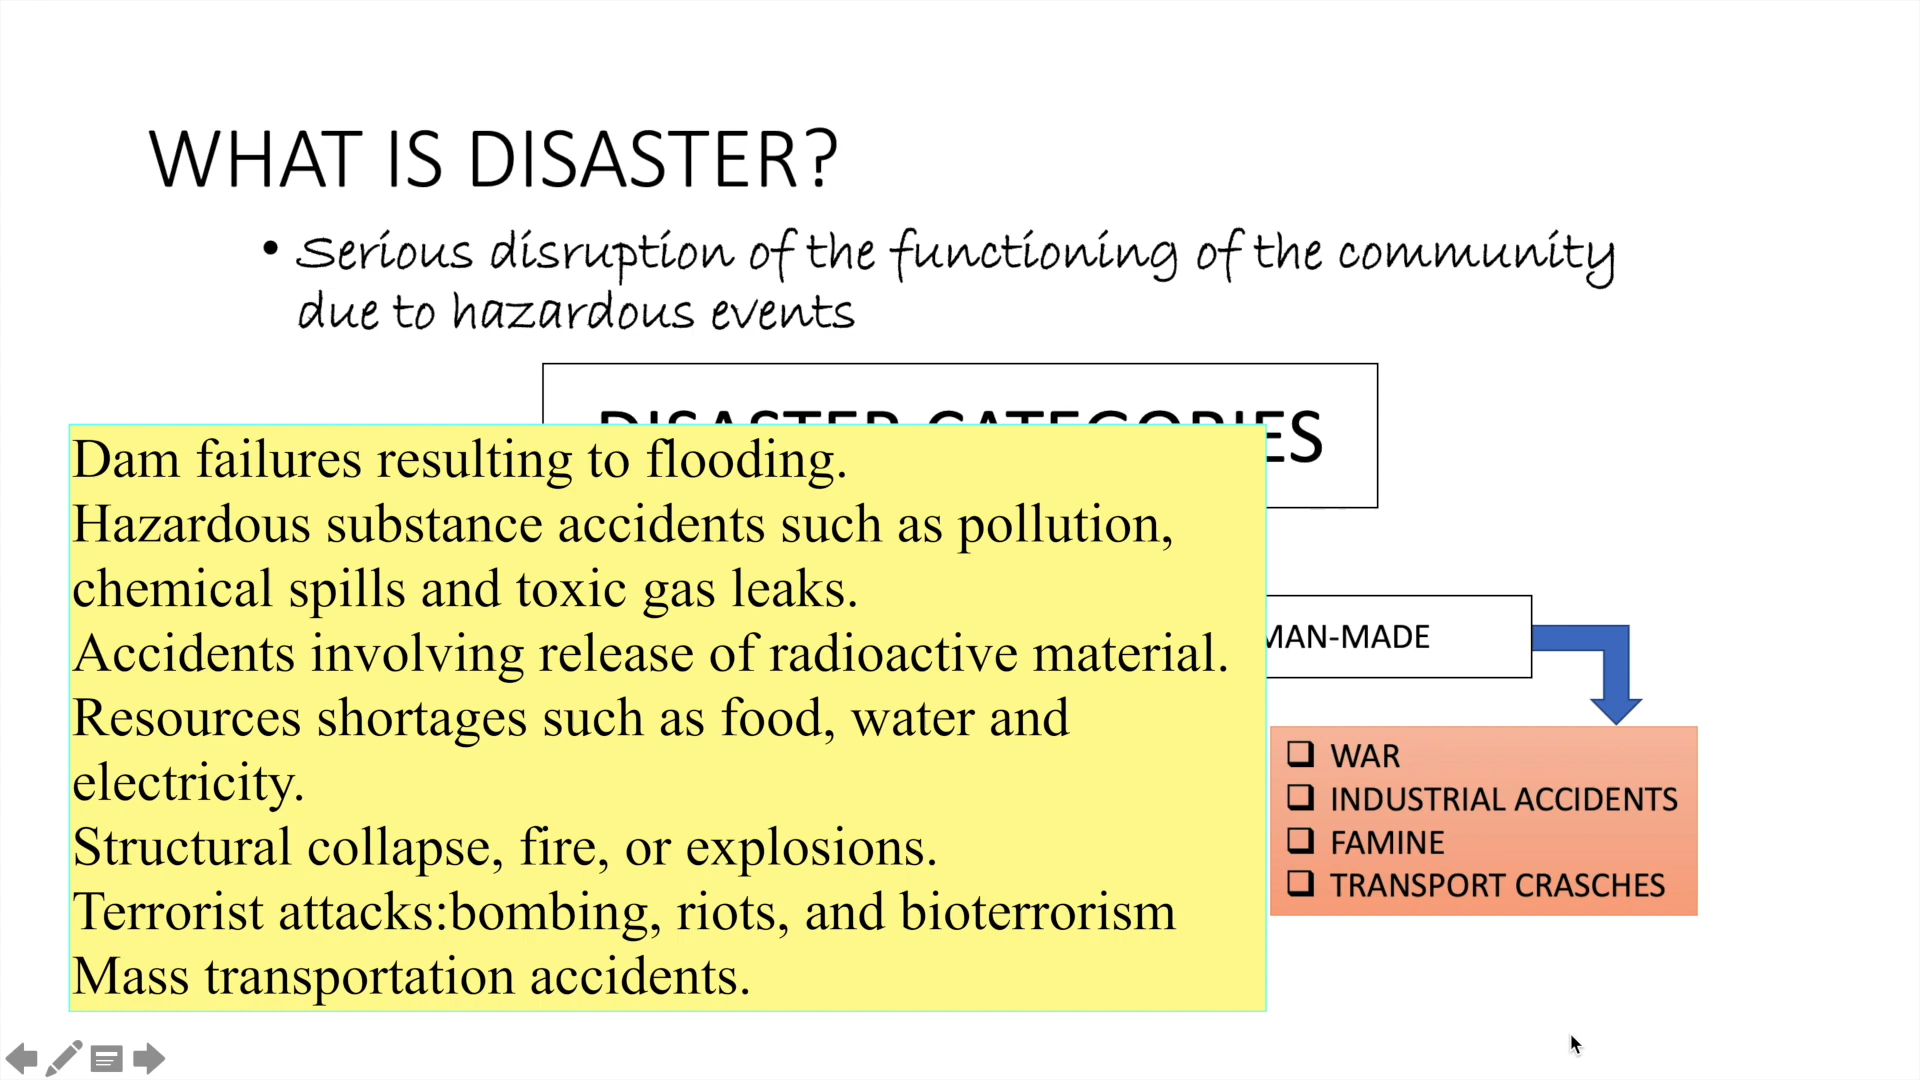 WHAT IS DISASTER?
• Serious disruption of the functioning of the community
due to hazardous events
DISASTER CATEGORIES
Dam failures resulting to flooding.
Hazardous substance accidents such as pollution,
chemical spills and toxic gas leaks.
Accidents involving release of radioactive material.
Resources shortages such as food, water and
electricity.
Structural collapse, fire, or explosions.
Terrorist attacks:bombing, riots, and bioterrorism
Mass transportation accidents.
MAN-MADE
WAR
INDUSTRIAL ACCIDENTS
FAMINE
TRANSPORT CRASCHES